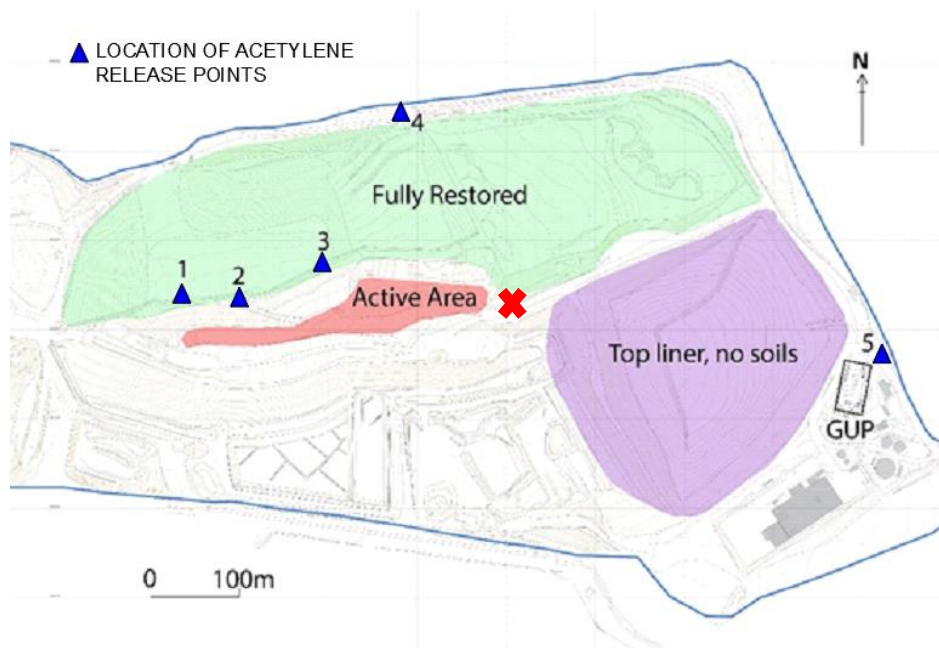 LOCATION OF ACETYLENE
RELEASE POINTS
N
4
Fully Restored
3
1
2
Active Area
5
Top liner, no soils
GUP
0 100m